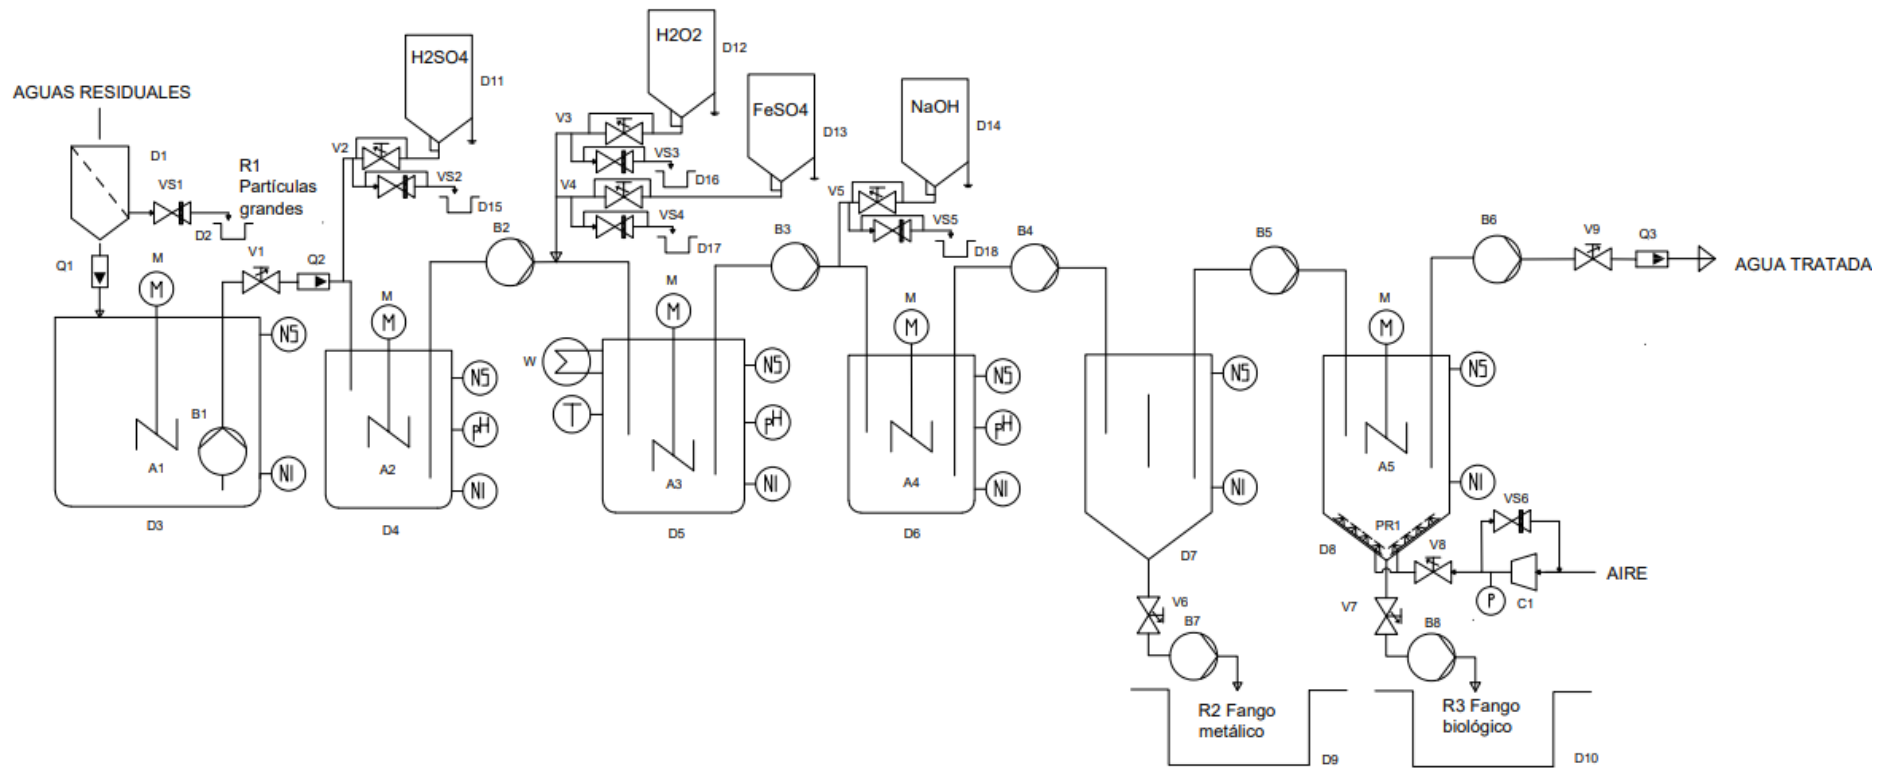 AGUAS RESIDUALES
D1
VS1
R1
Partículas
grandes
D2
Q1
M
M
V1
Q2
B1
A1
NS
NI
D3
H2SO4
D11
V2
VS2
D15
M
M
A2
NS
pH
NI
D4
B2
H2O2
D12
V3
VS3
D16
FeSO4
D13
V4
VS4
D17
W
T
M
M
A3
NS
pH
NI
D5
B3
NaOH
D14
V5
VS5
D18
M
M
A4
NS
pH
NI
D6
B4
NS
NI
D7
V6
B7
R2 Fango
metálico
D9
B5
M
M
A5
NS
NI
PR1
D8
V8
VS6
P
C1
AIRE
V7
B8
R3 Fango
biológico
D10
B6
V9
Q3
AGUA TRATADA